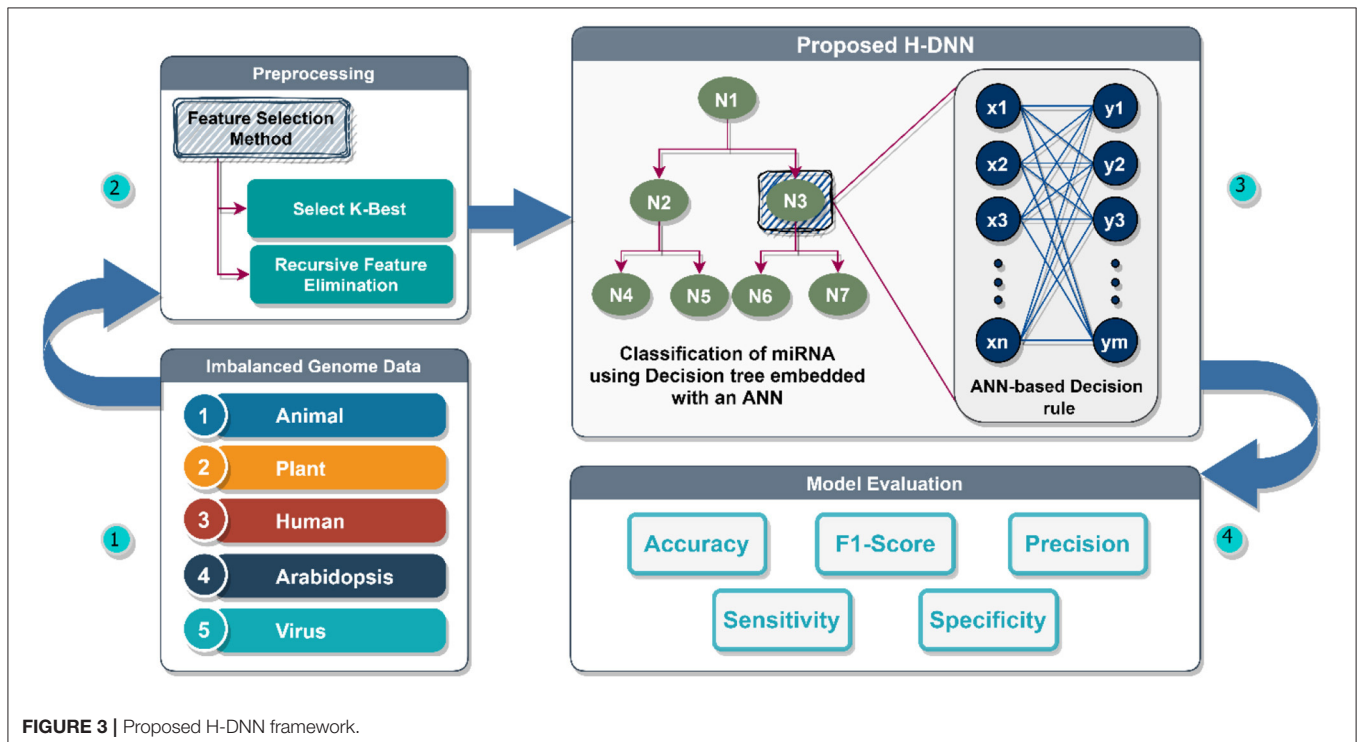 Preprocessing
Feature Selection
Method
2
Select K-Best
Recursive Feature
Elimination
Imbalanced Genome Data
1 Animal
2 Plant
3 Human
1
4 Arabidopsis
5 Virus
Proposed H-DNN
N1
N2
N3
N4
N5
N6
N7
Classification of miRNA
using Decision tree embedded
with an ANN
x1
y1
x2
y2
x3
y3
xn
ym
ANN-based Decision
rule
3
Model Evaluation
Accuracy
F1-Score
Precision
4
Sensitivity
Specificity
FIGURE 3 | Proposed H-DNN framework.